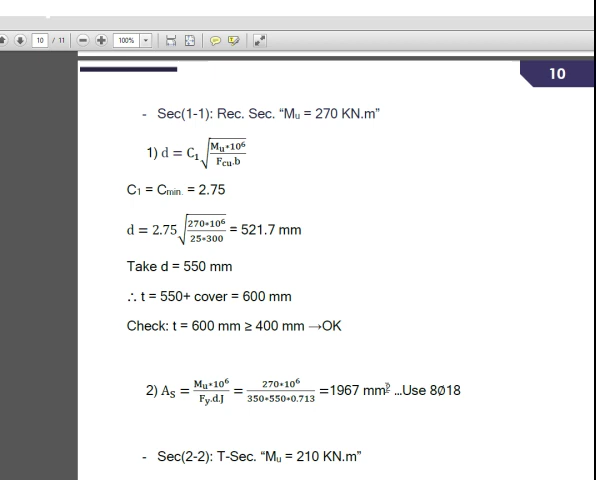 10 / 11
100%
10
- Sec(1-1): Rec. Sec. “Mu = 270 KN.m”
1) d = C₁ √(Mu*10⁶ / Fcu.b)
C₁ = Cmin. = 2.75
d = 2.75 √(270*10⁶ / 25*300) = 521.7 mm
Take d = 550 mm
∴ t = 550+ cover = 600 mm
Check: t = 600 mm ≥ 400 mm →OK
2) AS = Mu*10⁶ / Fy.d.J = 270*10⁶ / 350*550*0.713 =1967 mm² ...Use 8Ø18
- Sec(2-2): T-Sec. “Mu = 210 KN.m”